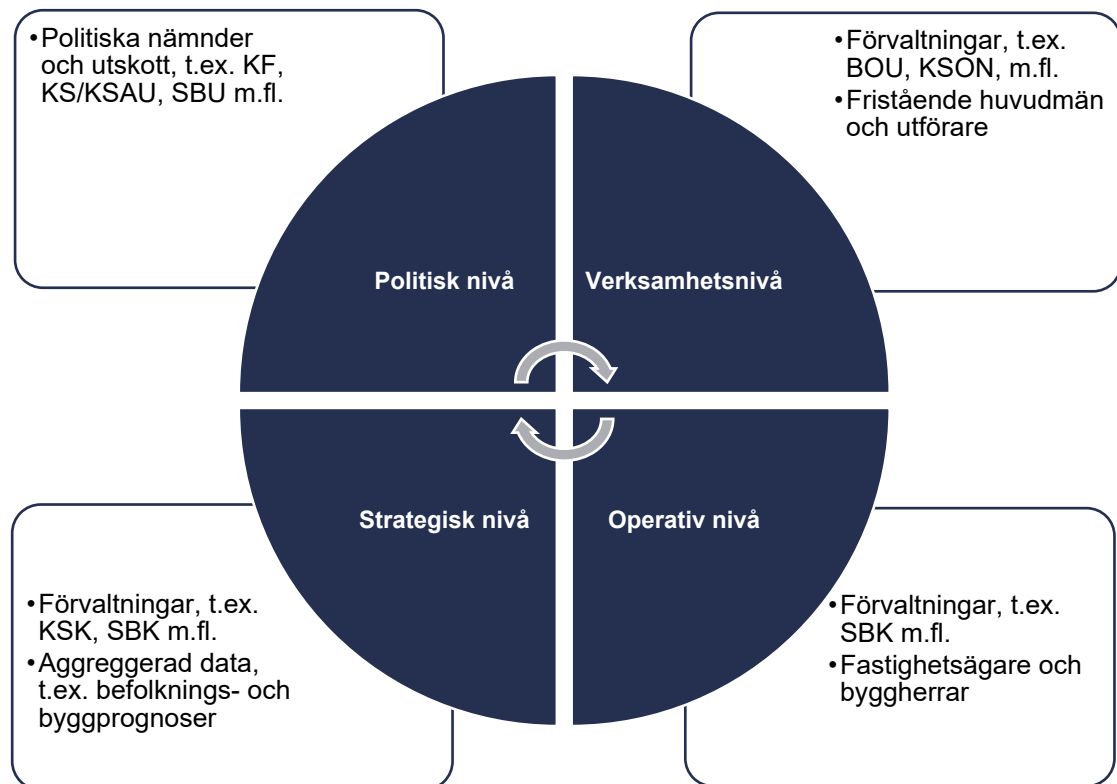 •Politiska nämnder
och utskott, t.ex. KF,
KS/KSAU, SBU m.fl.
•Förvaltningar, t.ex.
BOU, KSON, m.fl.
•Fristående huvudmän
och utförare
Politisk nivå
Verksamhetsnivå
Strategisk nivå
Operativ nivå
•Förvaltningar, t.ex.
KSK, SBK m.fl.
•Aggreggerad data,
t.ex. befolknings- och
byggprognoser
•Förvaltningar, t.ex.
SBK m.fl.
•Fastighetsägare och
byggherrar